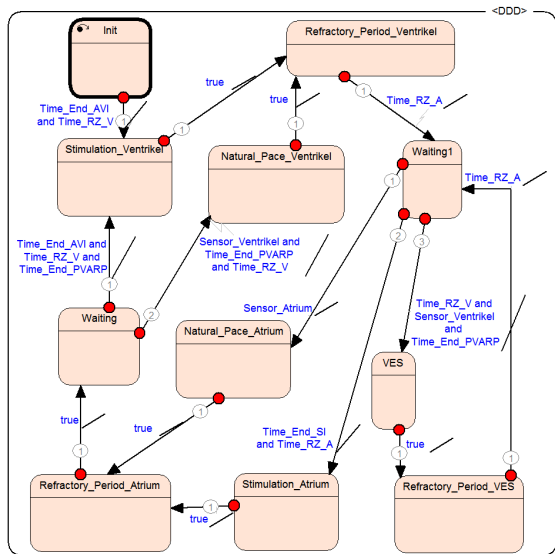 <DDD>
Init
Refractory_Period_Ventrikel
true
1
Time_End_AVI
and Time_RZ_V
1
1
true
1
Time_RZ_A
Stimulation_Ventrikel
Natural_Pace_Ventrikel
Waiting1
1
Time_RZ_A
2
3
Time_End_AVI and
Time_RZ_V and
Time_End_PVARP
1
Sensor_Ventrikel and
Time_End_PVARP
and Time_RZ_V
2
Waiting
Sensor_Atrium
Time_RZ_V and
Sensor_Ventrikel
and
Time_End_PVARP
Natural_Pace_Atrium
VES
1
true
true
1
Time_End_SI
and Time_RZ_A
true
1
1
Refractory_Period_Atrium
Stimulation_Atrium
Refractory_Period_VES
1
true